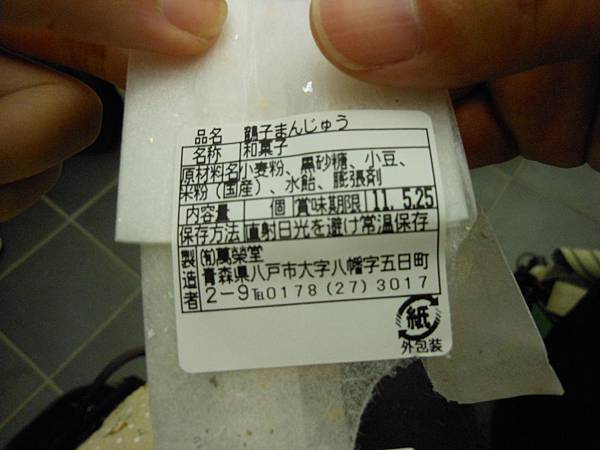 品名 鶴子まんじゅう
名称 和菓子
原材料名 小麦粉、黒砂糖、小豆、
米粉(国産)、水飴、膨張剤
内容量 個 賞味期限 11. 5.25
保存方法 直射日光を避け常温保存
製造者 ㈲萬榮堂
青森県八戸市大字八幡字五日町
2-9℡0178(27)3017
紙
外包装